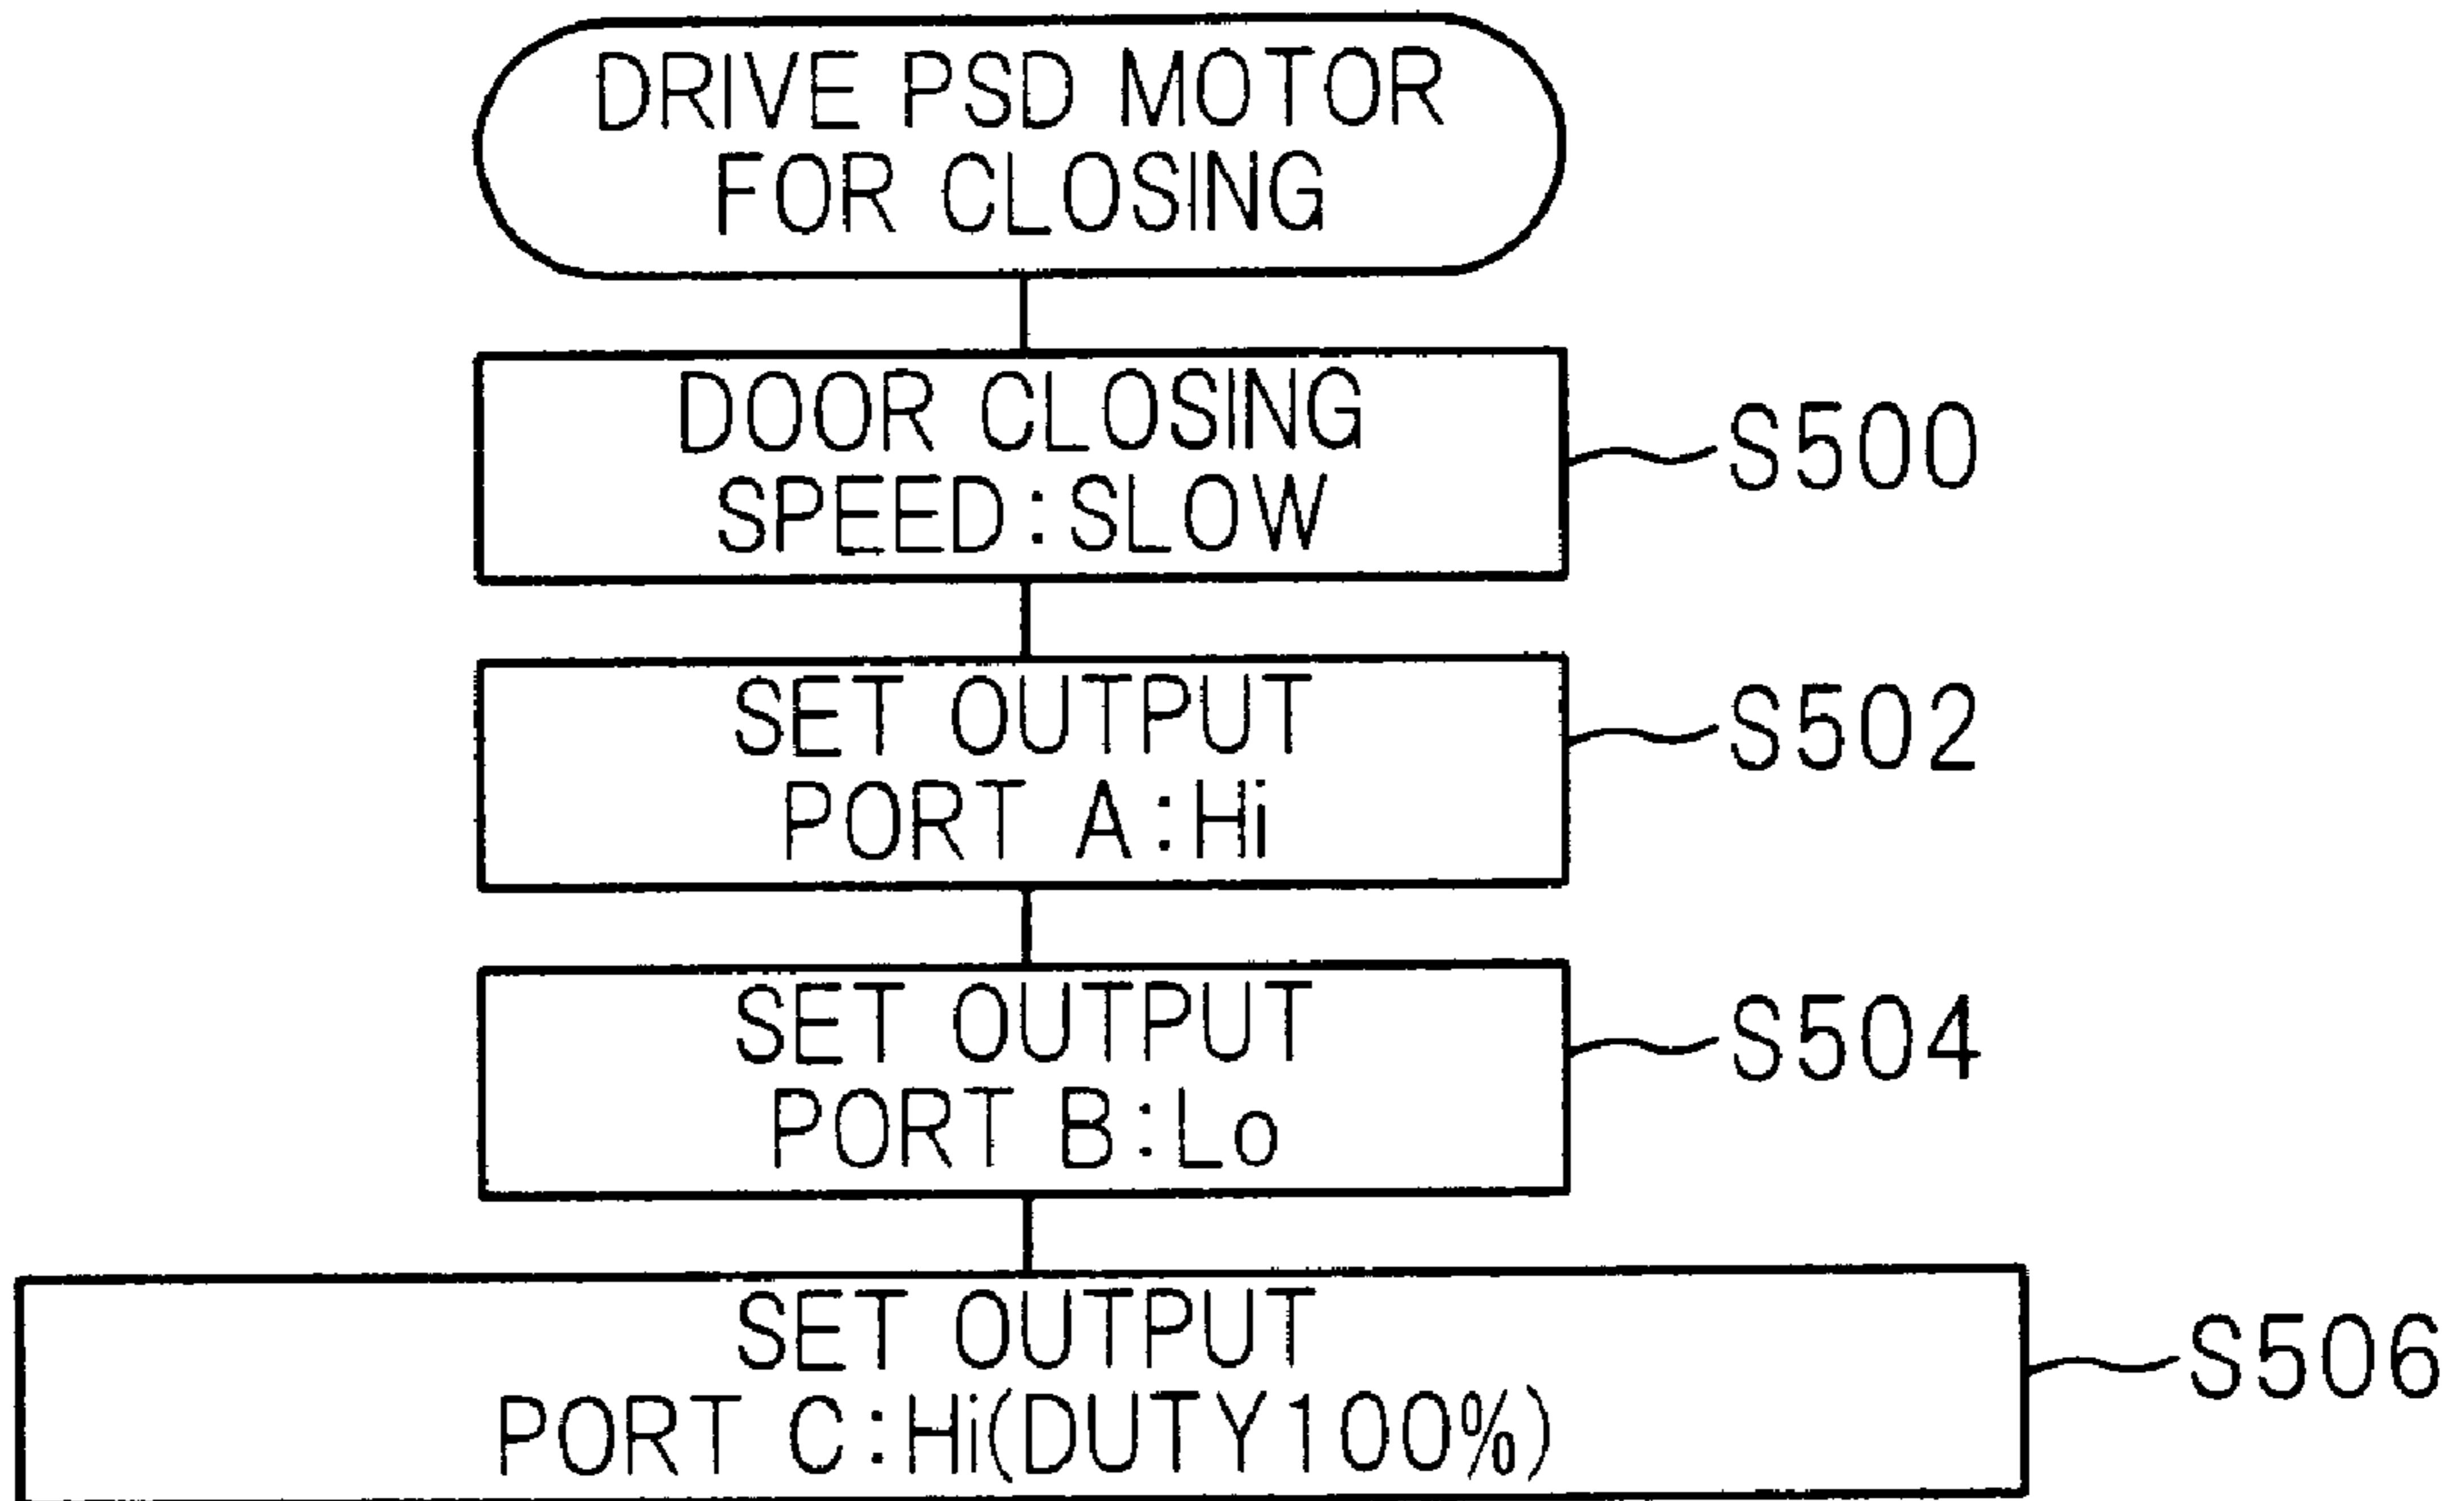 DRIVE PSD MOTOR
FOR CLOSING
DOOR CLOSING
SPEED:SLOW
S500
SET OUTPUT
PORT A:Hi
S502
SET OUTPUT
PORT B:Lo
S504
SET OUTPUT
PORT C:Hi(DUTY100%)
S506